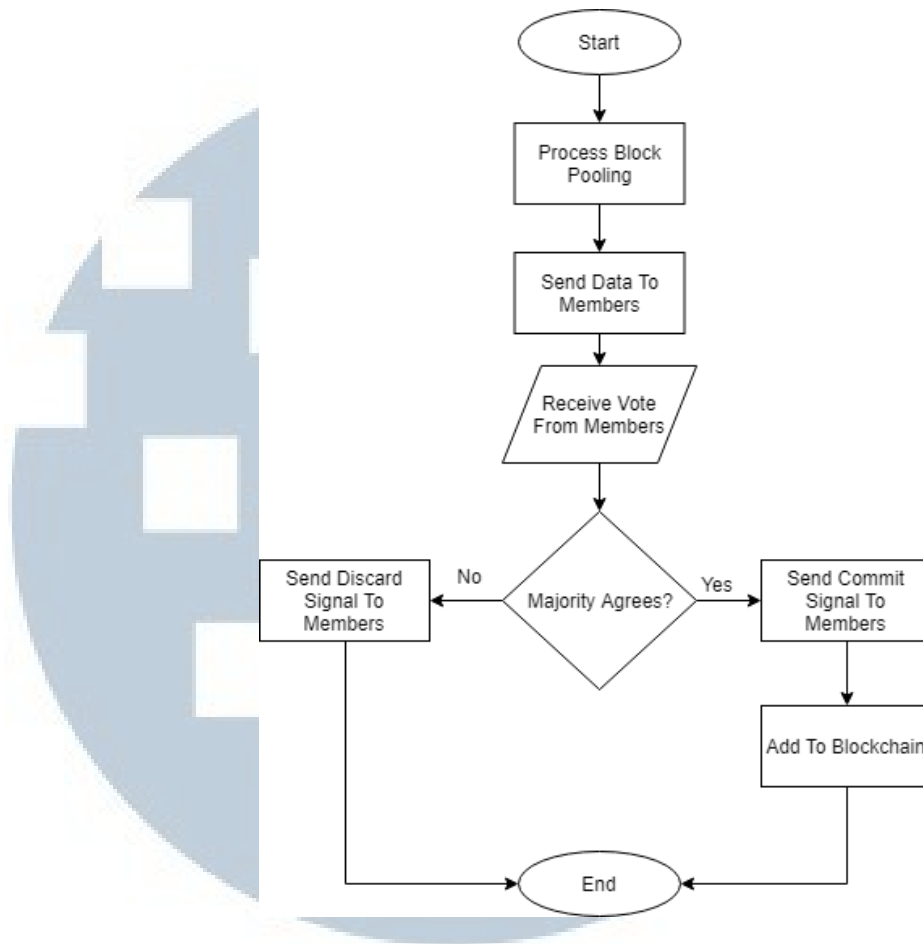 Start
Process Block
Pooling
Send Data To
Members
Receive Vote
From Members
Majority Agrees?
No
Yes
Send Discard
Signal To
Members
Send Commit
Signal To
Members
Add To Blockchain
End